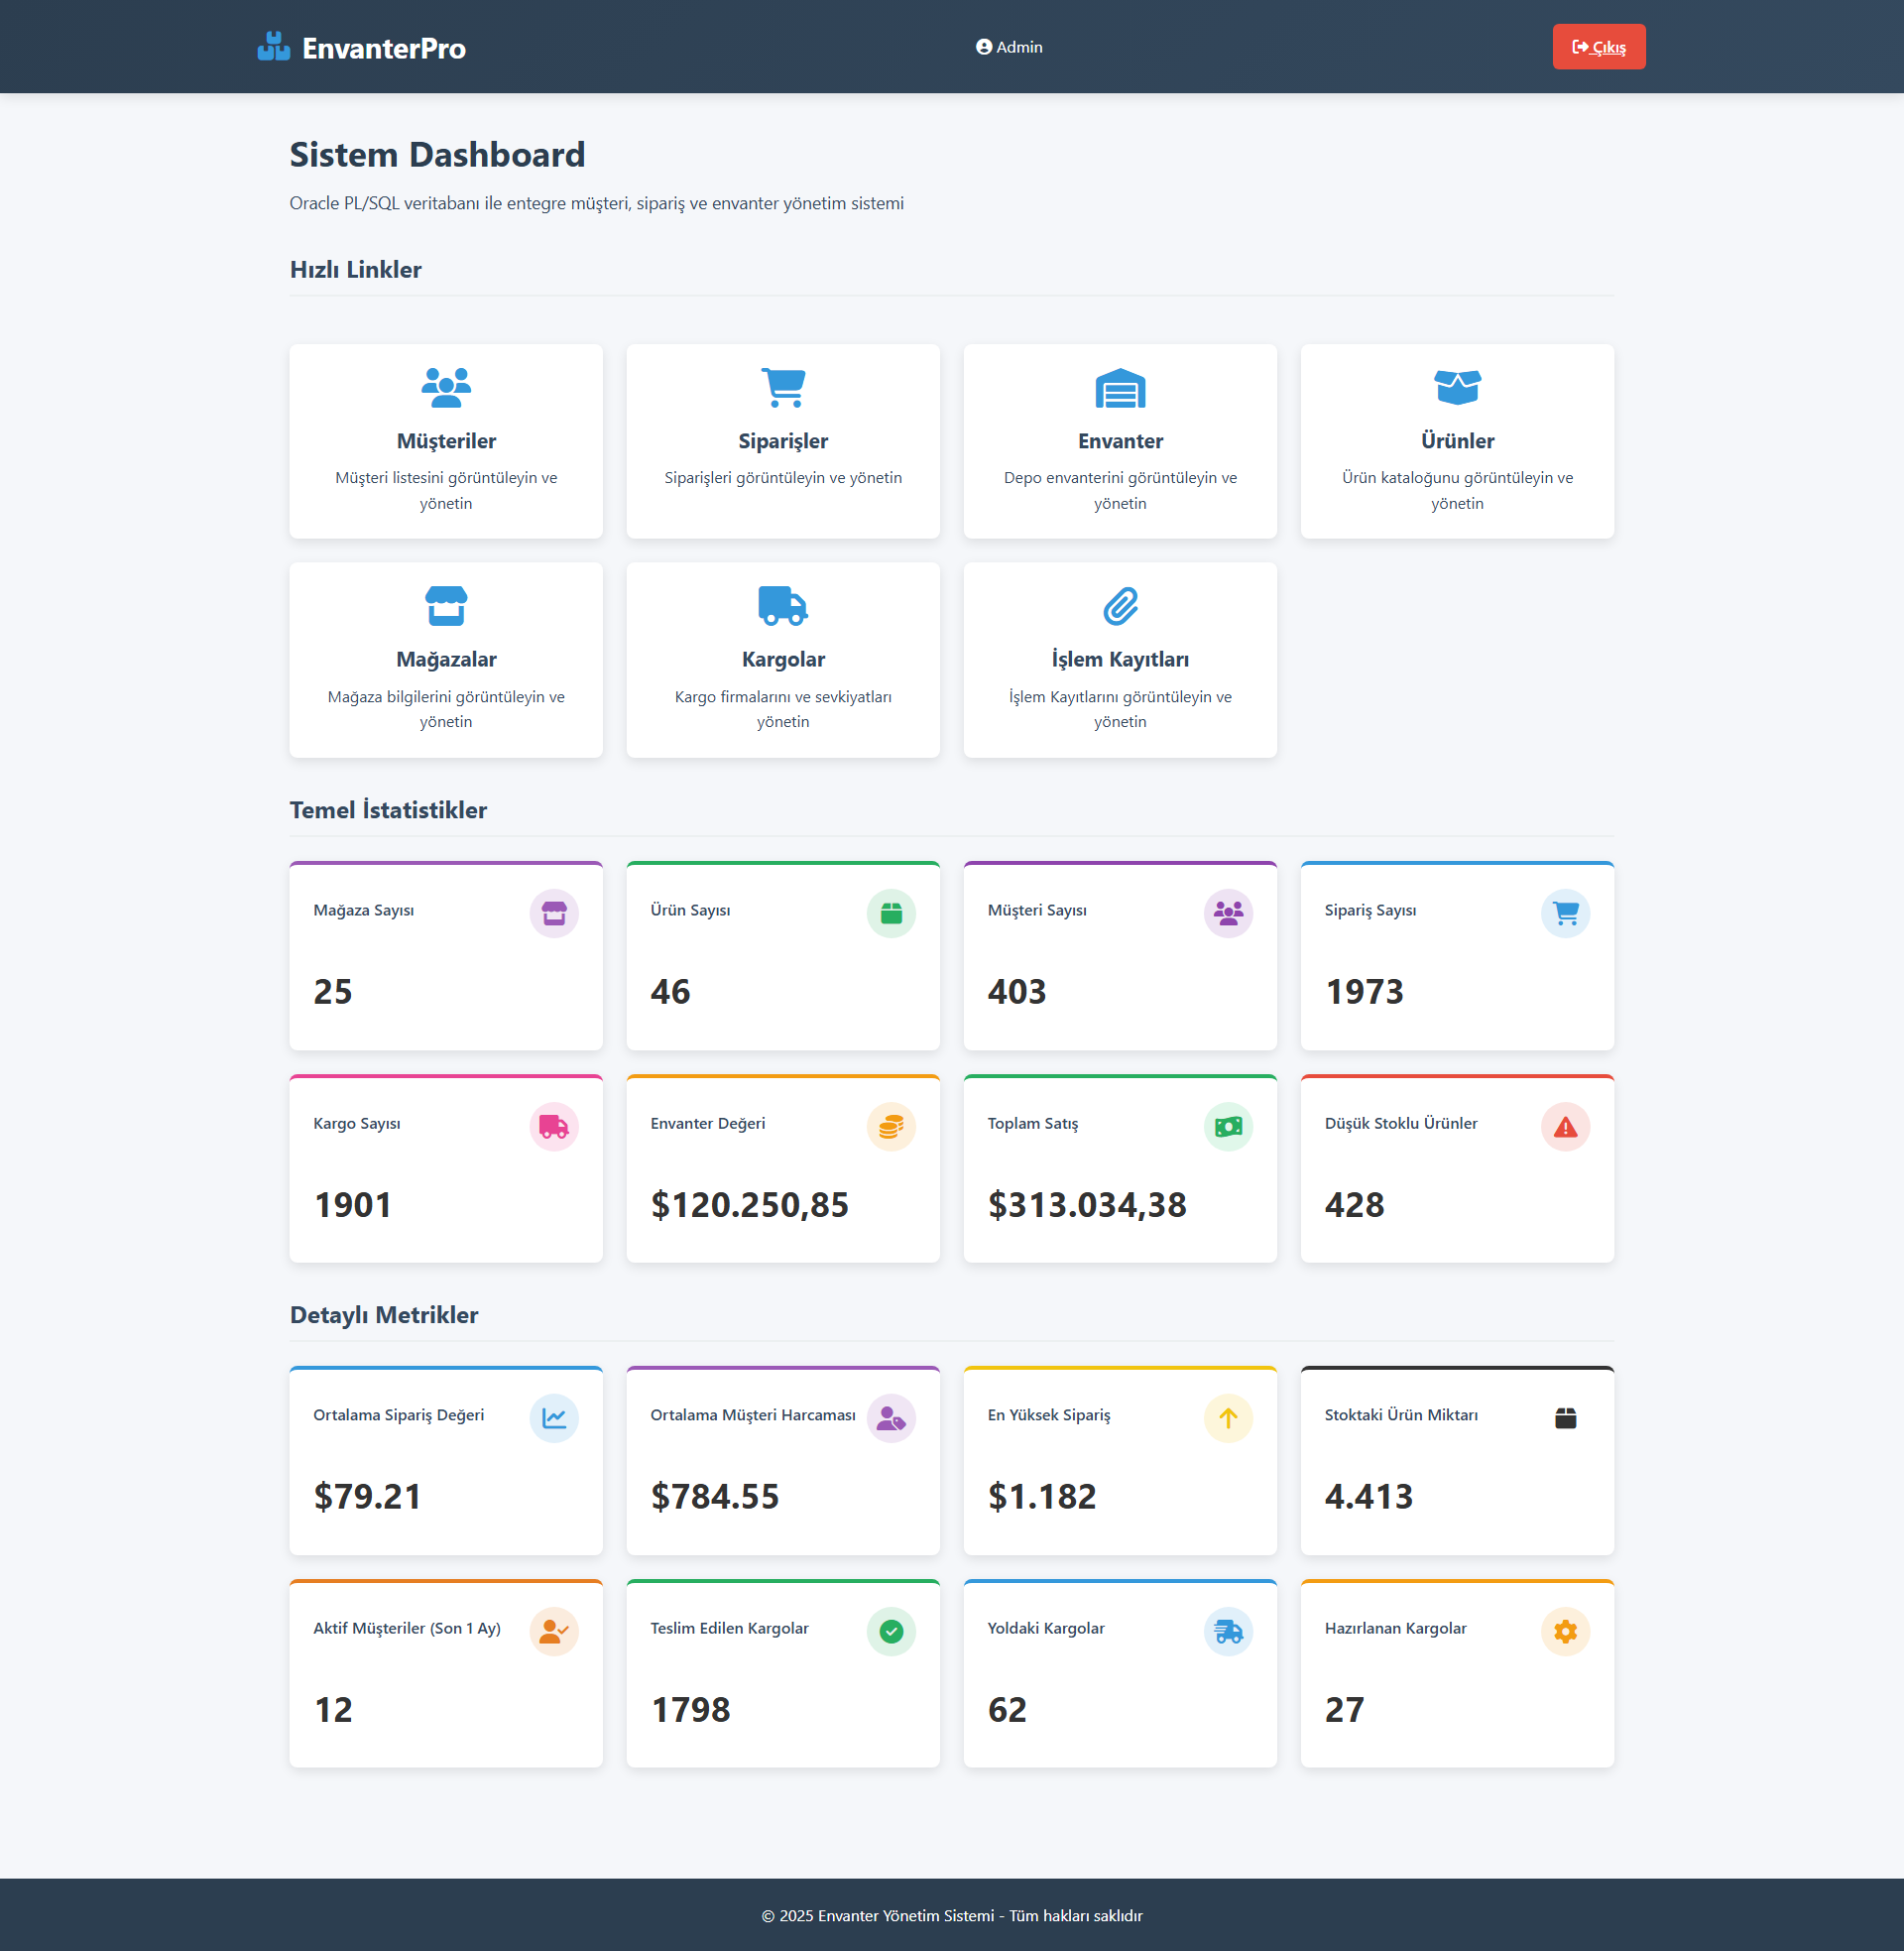 EnvanterPro
Admin
Çıkış
Sistem Dashboard
Oracle PL/SQL veritabanı ile entegre müşteri, sipariş ve envanter yönetim sistemi
Hızlı Linkler
Müşteriler
Müşteri listesini görüntüleyin ve
yönetin
Siparişler
Siparişleri görüntüleyin ve yönetin
Envanter
Depo envanterini görüntüleyin ve
yönetin
Ürünler
Ürün kataloğunu görüntüleyin ve
yönetin
Mağazalar
Mağaza bilgilerini görüntüleyin ve
yönetin
Kargolar
Kargo firmalarını ve sevkiyatları
yönetin
İşlem Kayıtları
İşlem Kayıtlarını görüntüleyin ve
yönetin
Temel İstatistikler
Mağaza Sayısı
25
Ürün Sayısı
46
Müşteri Sayısı
403
Sipariş Sayısı
1973
Kargo Sayısı
1901
Envanter Değeri
$120.250,85
Toplam Satış
$313.034,38
Düşük Stoklu Ürünler
428
Detaylı Metrikler
Ortalama Sipariş Değeri
$79.21
Ortalama Müşteri Harcaması
$784.55
En Yüksek Sipariş
$1.182
Stoktaki Ürün Miktarı
4.413
Aktif Müşteriler (Son 1 Ay)
12
Teslim Edilen Kargolar
1798
Yoldaki Kargolar
62
Hazırlanan Kargolar
27
© 2025 Envanter Yönetim Sistemi - Tüm hakları saklıdır